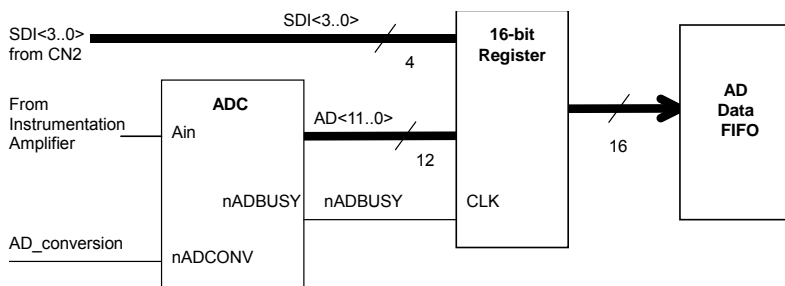 SDI<3..0>
from CN2
SDI<3..0>
4
16-bit
Register
AD
Data
FIFO
From
Instrumentation
Amplifier
ADC
Ain
AD<11..0>
12
16
nADBUSY
nADBUSY
CLK
AD_conversion
nADCONV